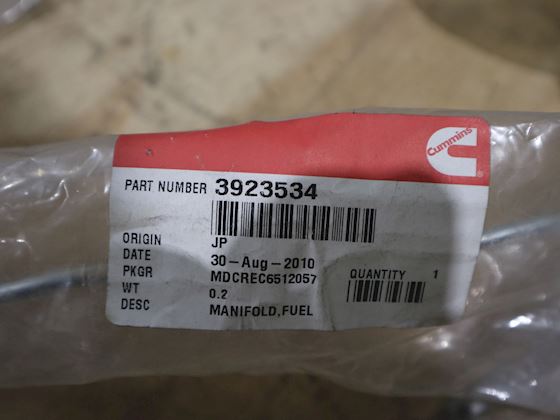 Cummins
PART NUMBER 3923534
ORIGIN JP
DATE 30-Aug-2010
PKGR MDCREC6512057
QUANTITY 1
WT 0.2
DESC MANIFOLD,FUEL